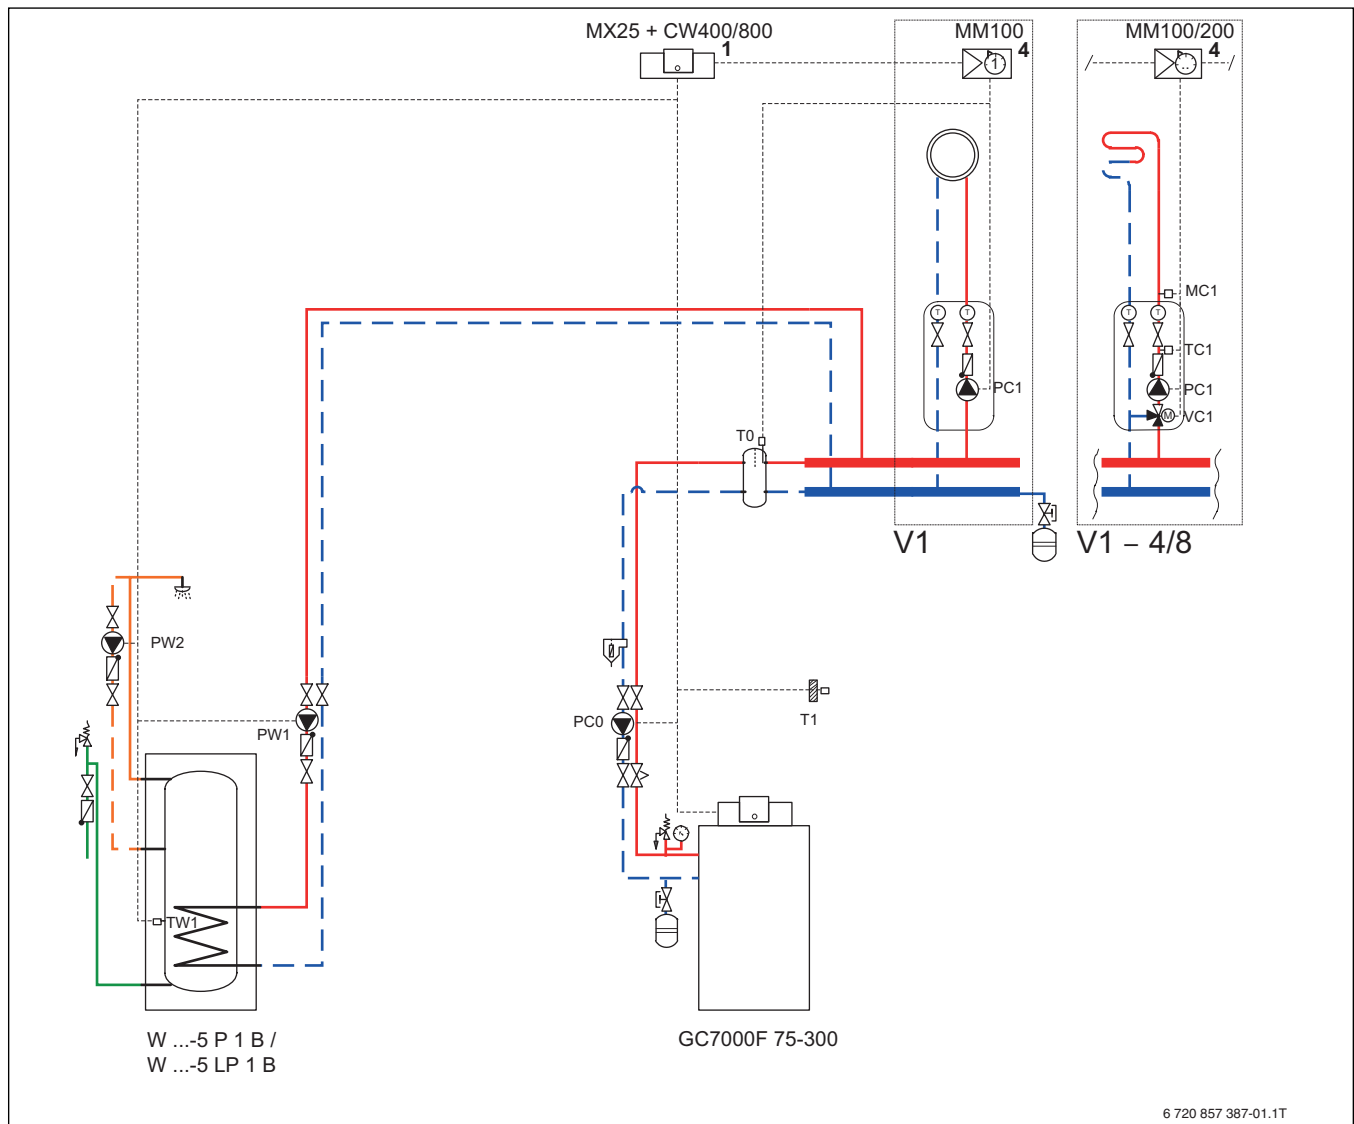 MX25 + CW400/800
1
MM100
4
1
MM100/200
4
..
T
T
T
T
MC1
TC1
PC1
PC1
VC1
M
T0
V1
V1 – 4/8
PW2
PW1
PC0
T1
TW1
W ...-5 P 1 B /
W ...-5 LP 1 B
GC7000F 75-300
6 720 857 387-01.1T